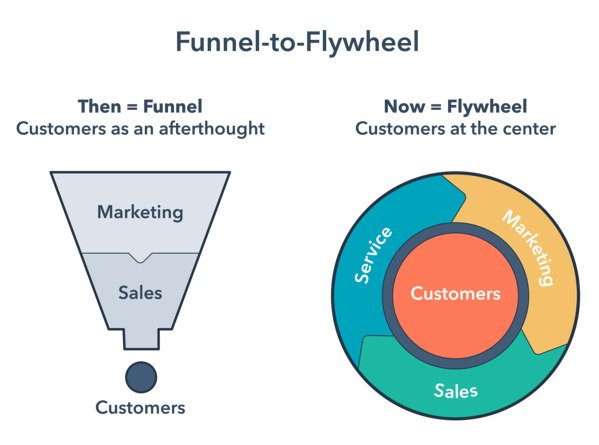 Funnel-to-Flywheel
Then = Funnel
Customers as an afterthought
Marketing
Sales
Customers
Now = Flywheel
Customers at the center
Service
Marketing
Customers
Sales